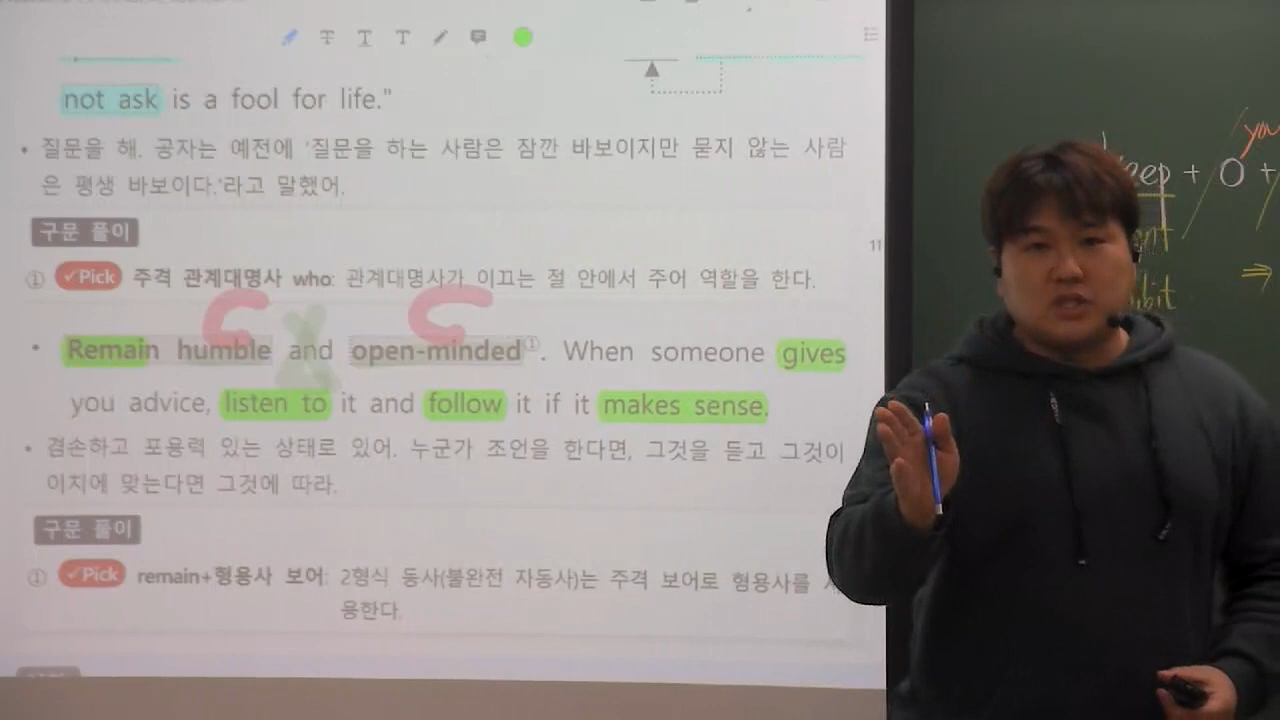 not ask is a fool for life."
• 질문을 해. 공자는 예전에 '질문을 하는 사람은 잠깐 바보이지만 묻지 않는 사람
은 평생 바보이다.'라고 말했어.
구문 풀이
① ✓Pick 주격 관계대명사 who: 관계대명사가 이끄는 절 안에서 주어 역할을 한다.
11
C C
• Remain humble and open-minded①. When someone gives
you advice, listen to it and follow it if it makes sense.
• 겸손하고 포용력 있는 상태로 있어. 누군가 조언을 한다면, 그것을 듣고 그것이
이치에 맞는다면 그것에 따라.
구문 풀이
① ✓Pick remain+형용사 보어: 2형식 동사(불완전 자동사)는 주격 보어로 형용사를
용한다.
you
keep + O +
⇒